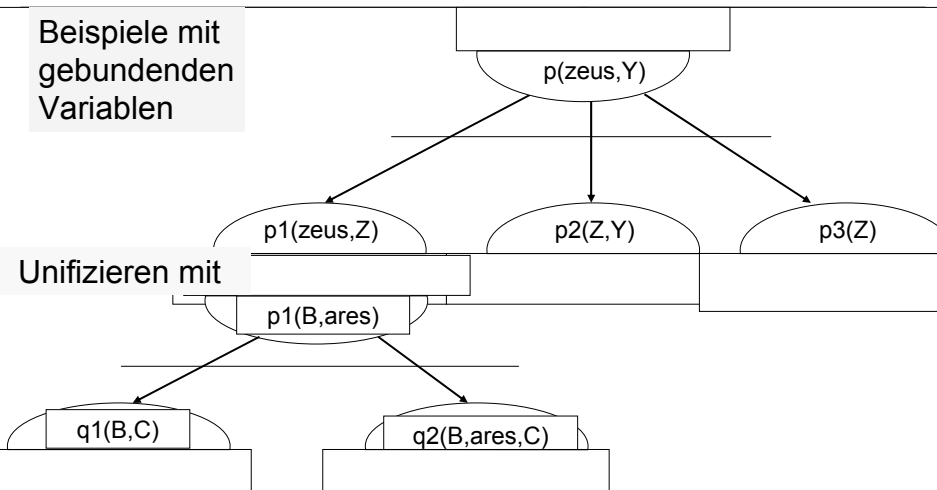 Beispiele mit
gebundenden
Variablen
p(zeus,Y)
p1(zeus,Z)
p2(Z,Y)
p3(Z)
Unifizieren mit
p1(B,ares)
q1(B,C)
q2(B,ares,C)